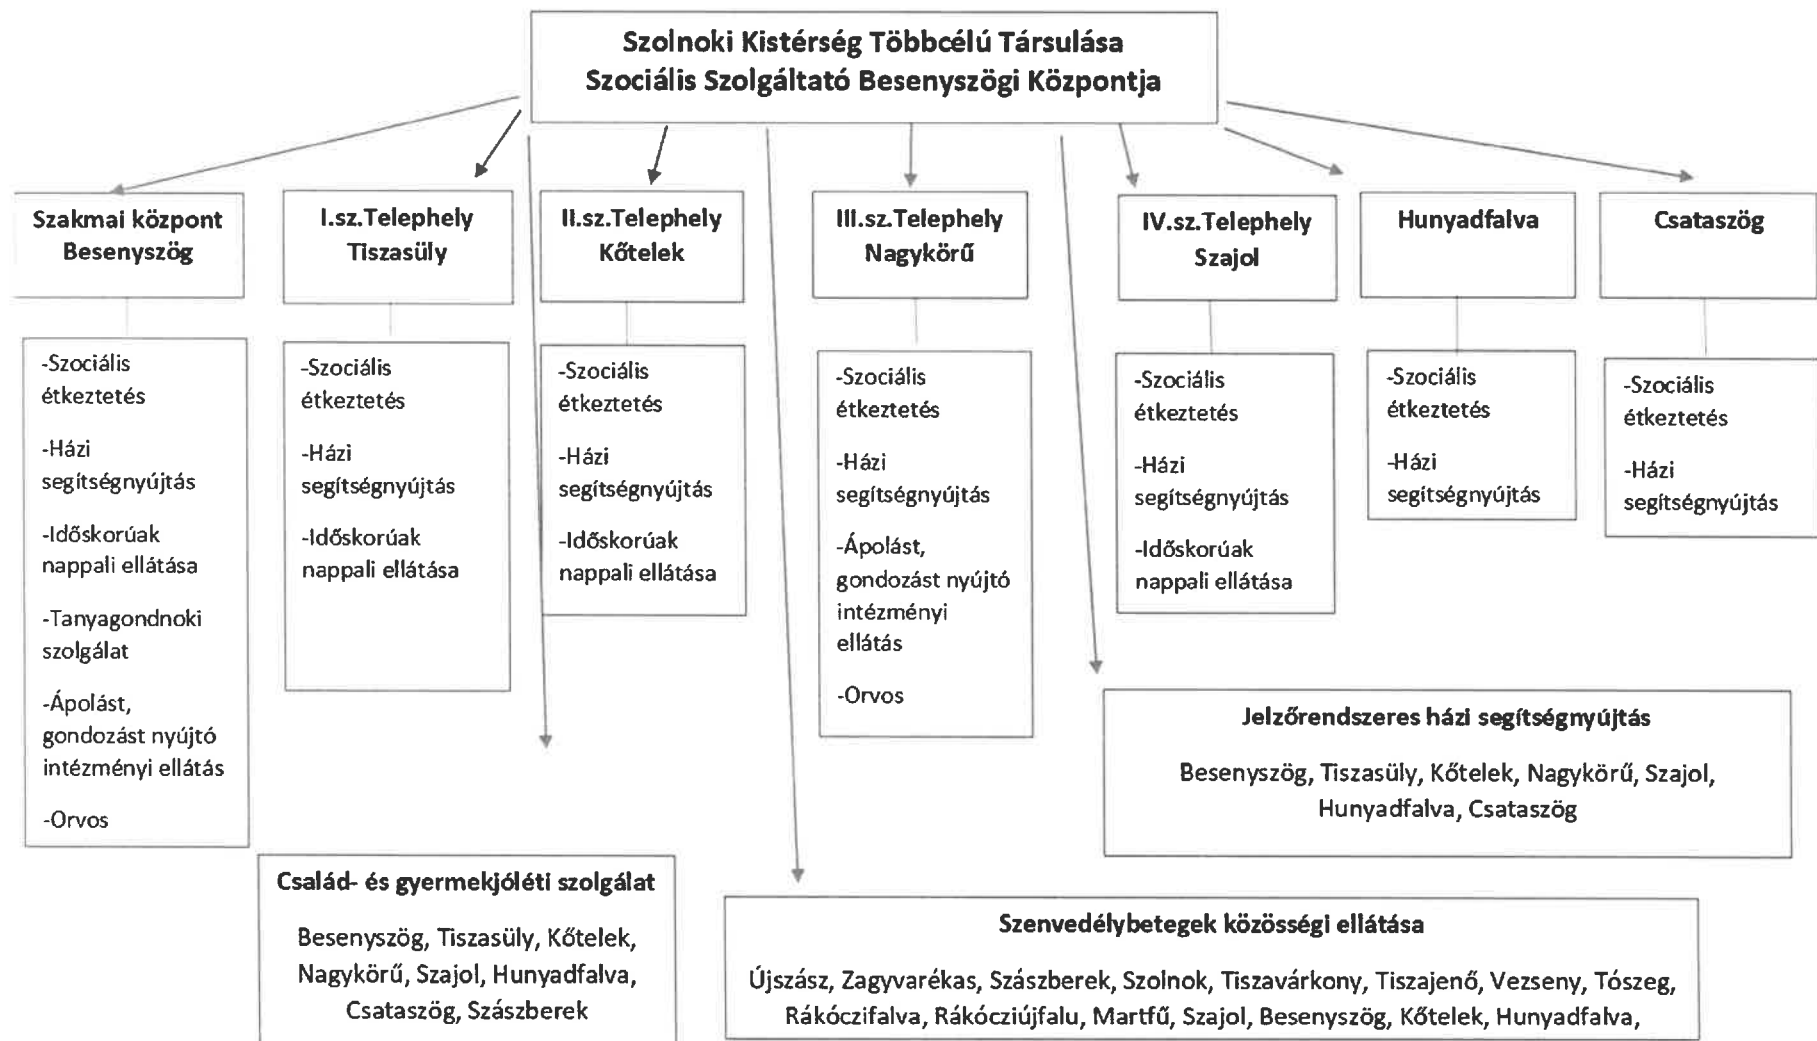 Szolnoki Kistérség Többcélú Társulása
Szociális Szolgáltató Besenyszögi Központja
Szakmai központ
Besenyszög
I.sz.Telephely
Tiszasüly
II.sz.Telephely
Kőtelek
III.sz.Telephely
Nagykörű
IV.sz.Telephely
Szajol
Hunyadfalva
Csataszög
-Szociális
étkeztetés
-Házi
segítségnyújtás
-Időskorúak
nappali ellátása
-Tanyagondnoki
szolgálat
-Ápolást,
gondozást nyújtó
intézményi ellátás
-Orvos
-Szociális
étkeztetés
-Házi
segítségnyújtás
-Időskorúak
nappali ellátása
-Szociális
étkeztetés
-Házi
segítségnyújtás
-Időskorúak
nappali ellátása
-Szociális
étkeztetés
-Házi
segítségnyújtás
-Ápolást,
gondozást nyújtó
intézményi
ellátás
-Orvos
-Szociális
étkeztetés
-Házi
segítségnyújtás
-Időskorúak
nappali ellátása
-Szociális
étkeztetés
-Házi
segítségnyújtás
-Szociális
étkeztetés
-Házi
segítségnyújtás
Jelzőrendszeres házi segítségnyújtás
Besenyszög, Tiszasüly, Kőtelek, Nagykörű, Szajol,
Hunyadfalva, Csataszög
Család- és gyermekjóléti szolgálat
Besenyszög, Tiszasüly, Kőtelek,
Nagykörű, Szajol, Hunyadfalva,
Csataszög, Szászberek
Szenvedélybetegek közösségi ellátása
Újszász, Zagyvarékas, Szászberek, Szolnok, Tiszavárkony, Tiszajenő, Vezseny, Tószeg,
Rákóczifalva, Rákócziújfalu, Martfű, Szajol, Besenyszög, Kőtelek, Hunyadfalva,